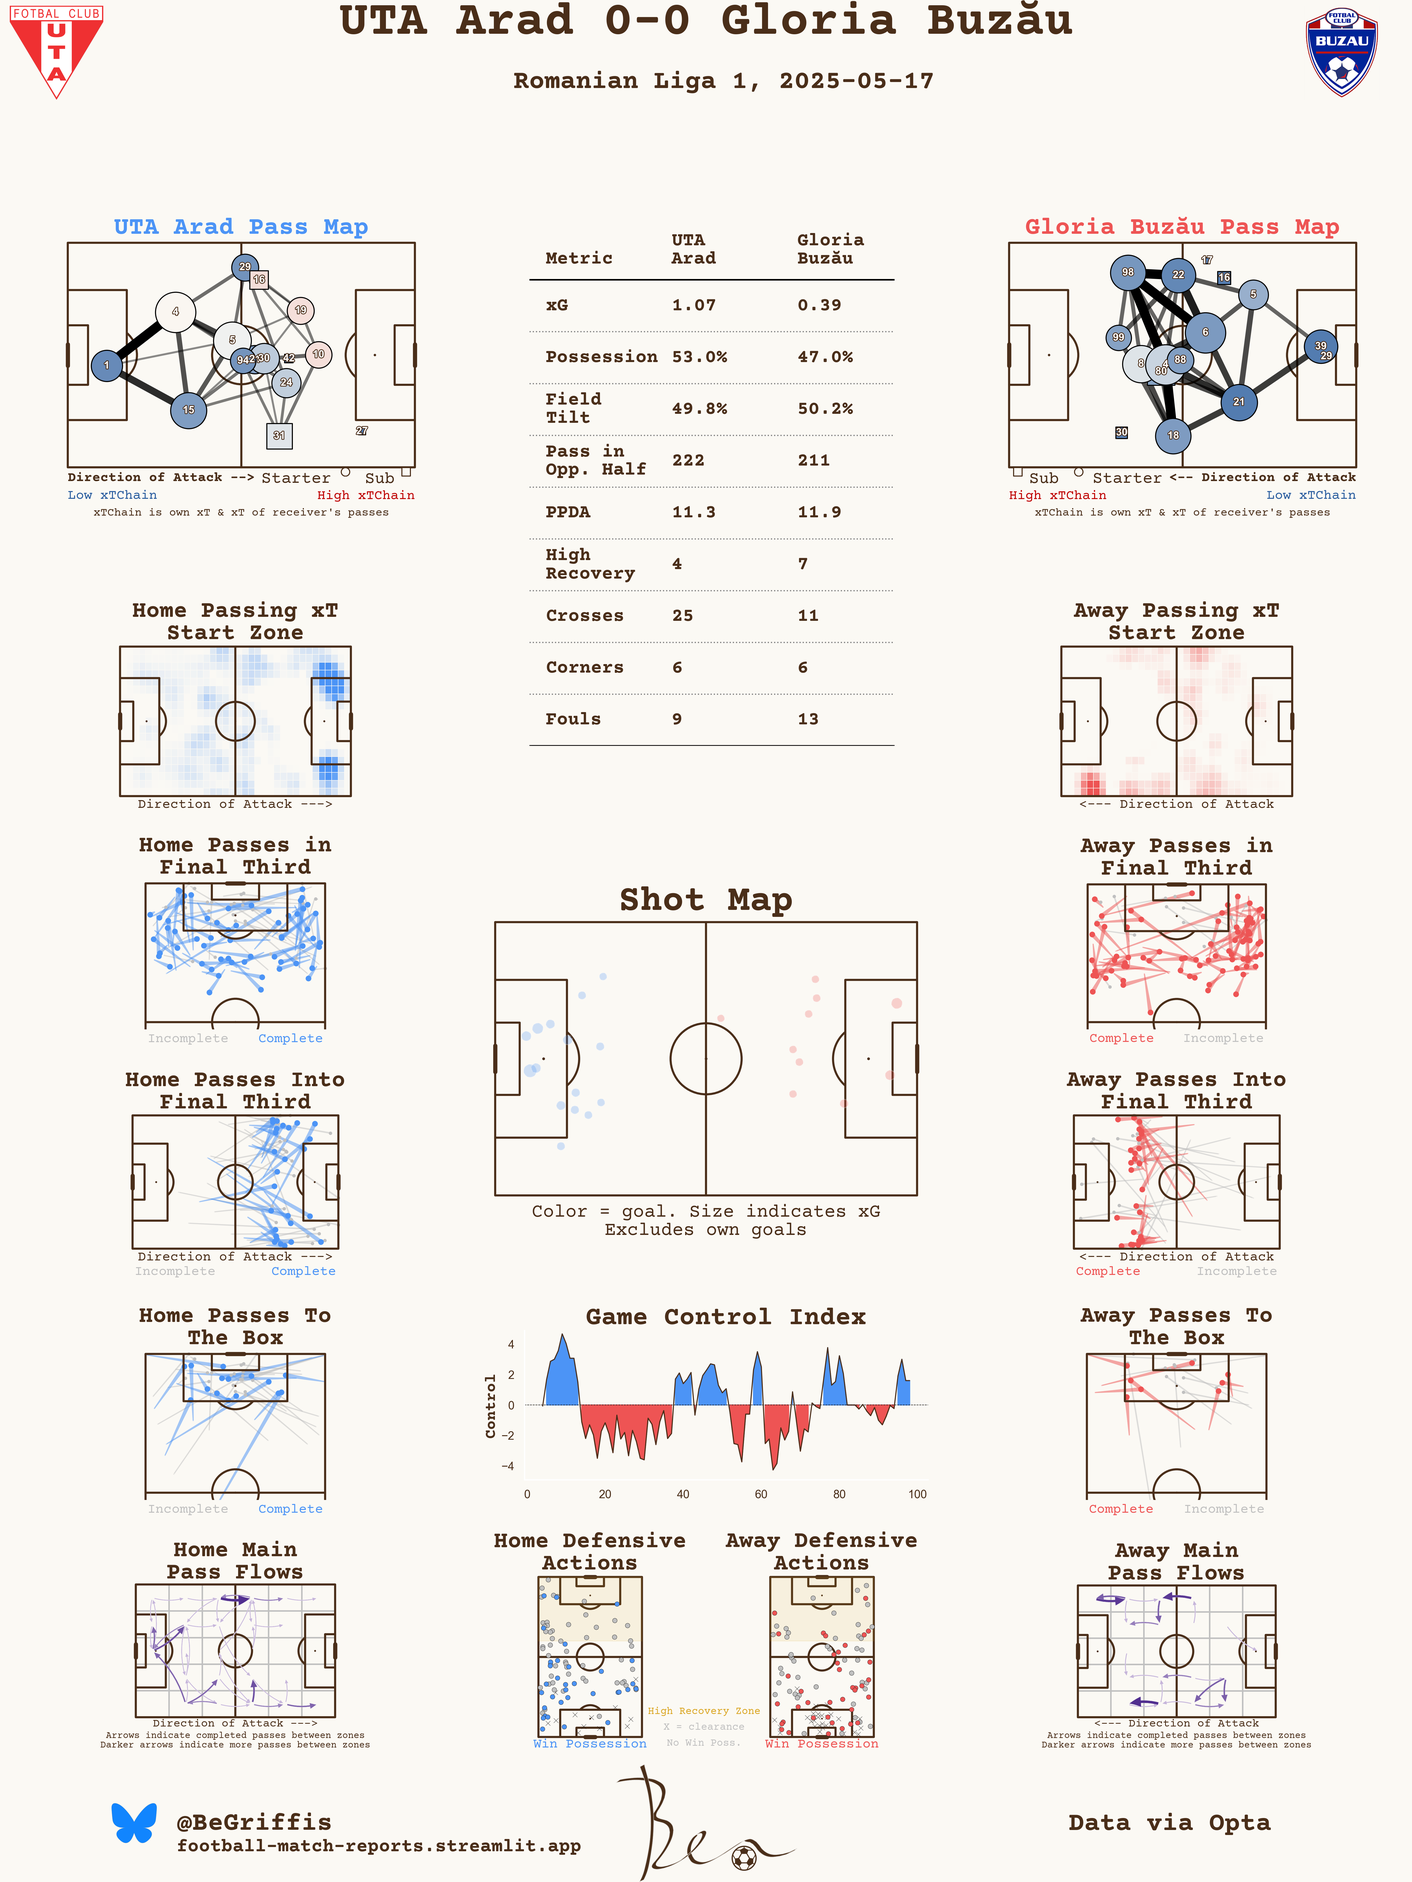 FOTBAL CLUB
UTA
UTA Arad 0-0 Gloria Buzău
Romanian Liga 1, 2025-05-17
FOTBAL CLUB
BUZAU
UTA Arad Pass Map
29
16
4
19
5
94
30
42
10
1
24
15
31
27
Direction of Attack --> Starter Sub
Low xTChain High xTChain
xTChain is own xT & xT of receiver's passes
Metric UTA Arad Gloria Buzău
xG 1.07 0.39
Possession 53.0% 47.0%
Field Tilt 49.8% 50.2%
Pass in Opp. Half 222 211
PPDA 11.3 11.9
High Recovery 4 7
Crosses 25 11
Corners 6 6
Fouls 9 13
Gloria Buzău Pass Map
17
98
22
16
5
6
99
39
29
8
4
88
80
21
30
18
Sub Starter <-- Direction of Attack
High xTChain Low xTChain
xTChain is own xT & xT of receiver's passes
Home Passing xT
Start Zone
Direction of Attack --->
Away Passing xT
Start Zone
<--- Direction of Attack
Home Passes in
Final Third
Incomplete Complete
Away Passes in
Final Third
Complete Incomplete
Shot Map
Color = goal. Size indicates xG
Excludes own goals
Home Passes Into
Final Third
Direction of Attack --->
Incomplete Complete
Away Passes Into
Final Third
<--- Direction of Attack
Complete Incomplete
Home Passes To
The Box
Incomplete Complete
Game Control Index
Control
4
2
0
−2
−4
0 20 40 60 80 100
Away Passes To
The Box
Complete Incomplete
Home Main
Pass Flows
Direction of Attack --->
Arrows indicate completed passes between zones
Darker arrows indicate more passes between zones
Home Defensive
Actions
Win Possession
Away Defensive
Actions
Win Possession
High Recovery Zone
X = clearance
No Win Poss.
Away Main
Pass Flows
<--- Direction of Attack
Arrows indicate completed passes between zones
Darker arrows indicate more passes between zones
@BeGriffis
football-match-reports.streamlit.app
Ben
Data via Opta